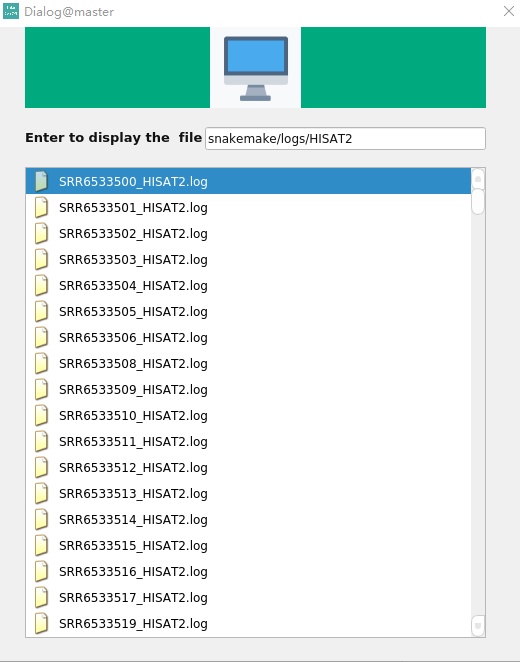 Dialog@master
Enter to display the file snakemake/logs/HISAT2
SRR6533500_HISAT2.log
SRR6533501_HISAT2.log
SRR6533502_HISAT2.log
SRR6533503_HISAT2.log
SRR6533504_HISAT2.log
SRR6533505_HISAT2.log
SRR6533506_HISAT2.log
SRR6533508_HISAT2.log
SRR6533509_HISAT2.log
SRR6533510_HISAT2.log
SRR6533511_HISAT2.log
SRR6533512_HISAT2.log
SRR6533513_HISAT2.log
SRR6533514_HISAT2.log
SRR6533515_HISAT2.log
SRR6533516_HISAT2.log
SRR6533517_HISAT2.log
SRR6533519_HISAT2.log